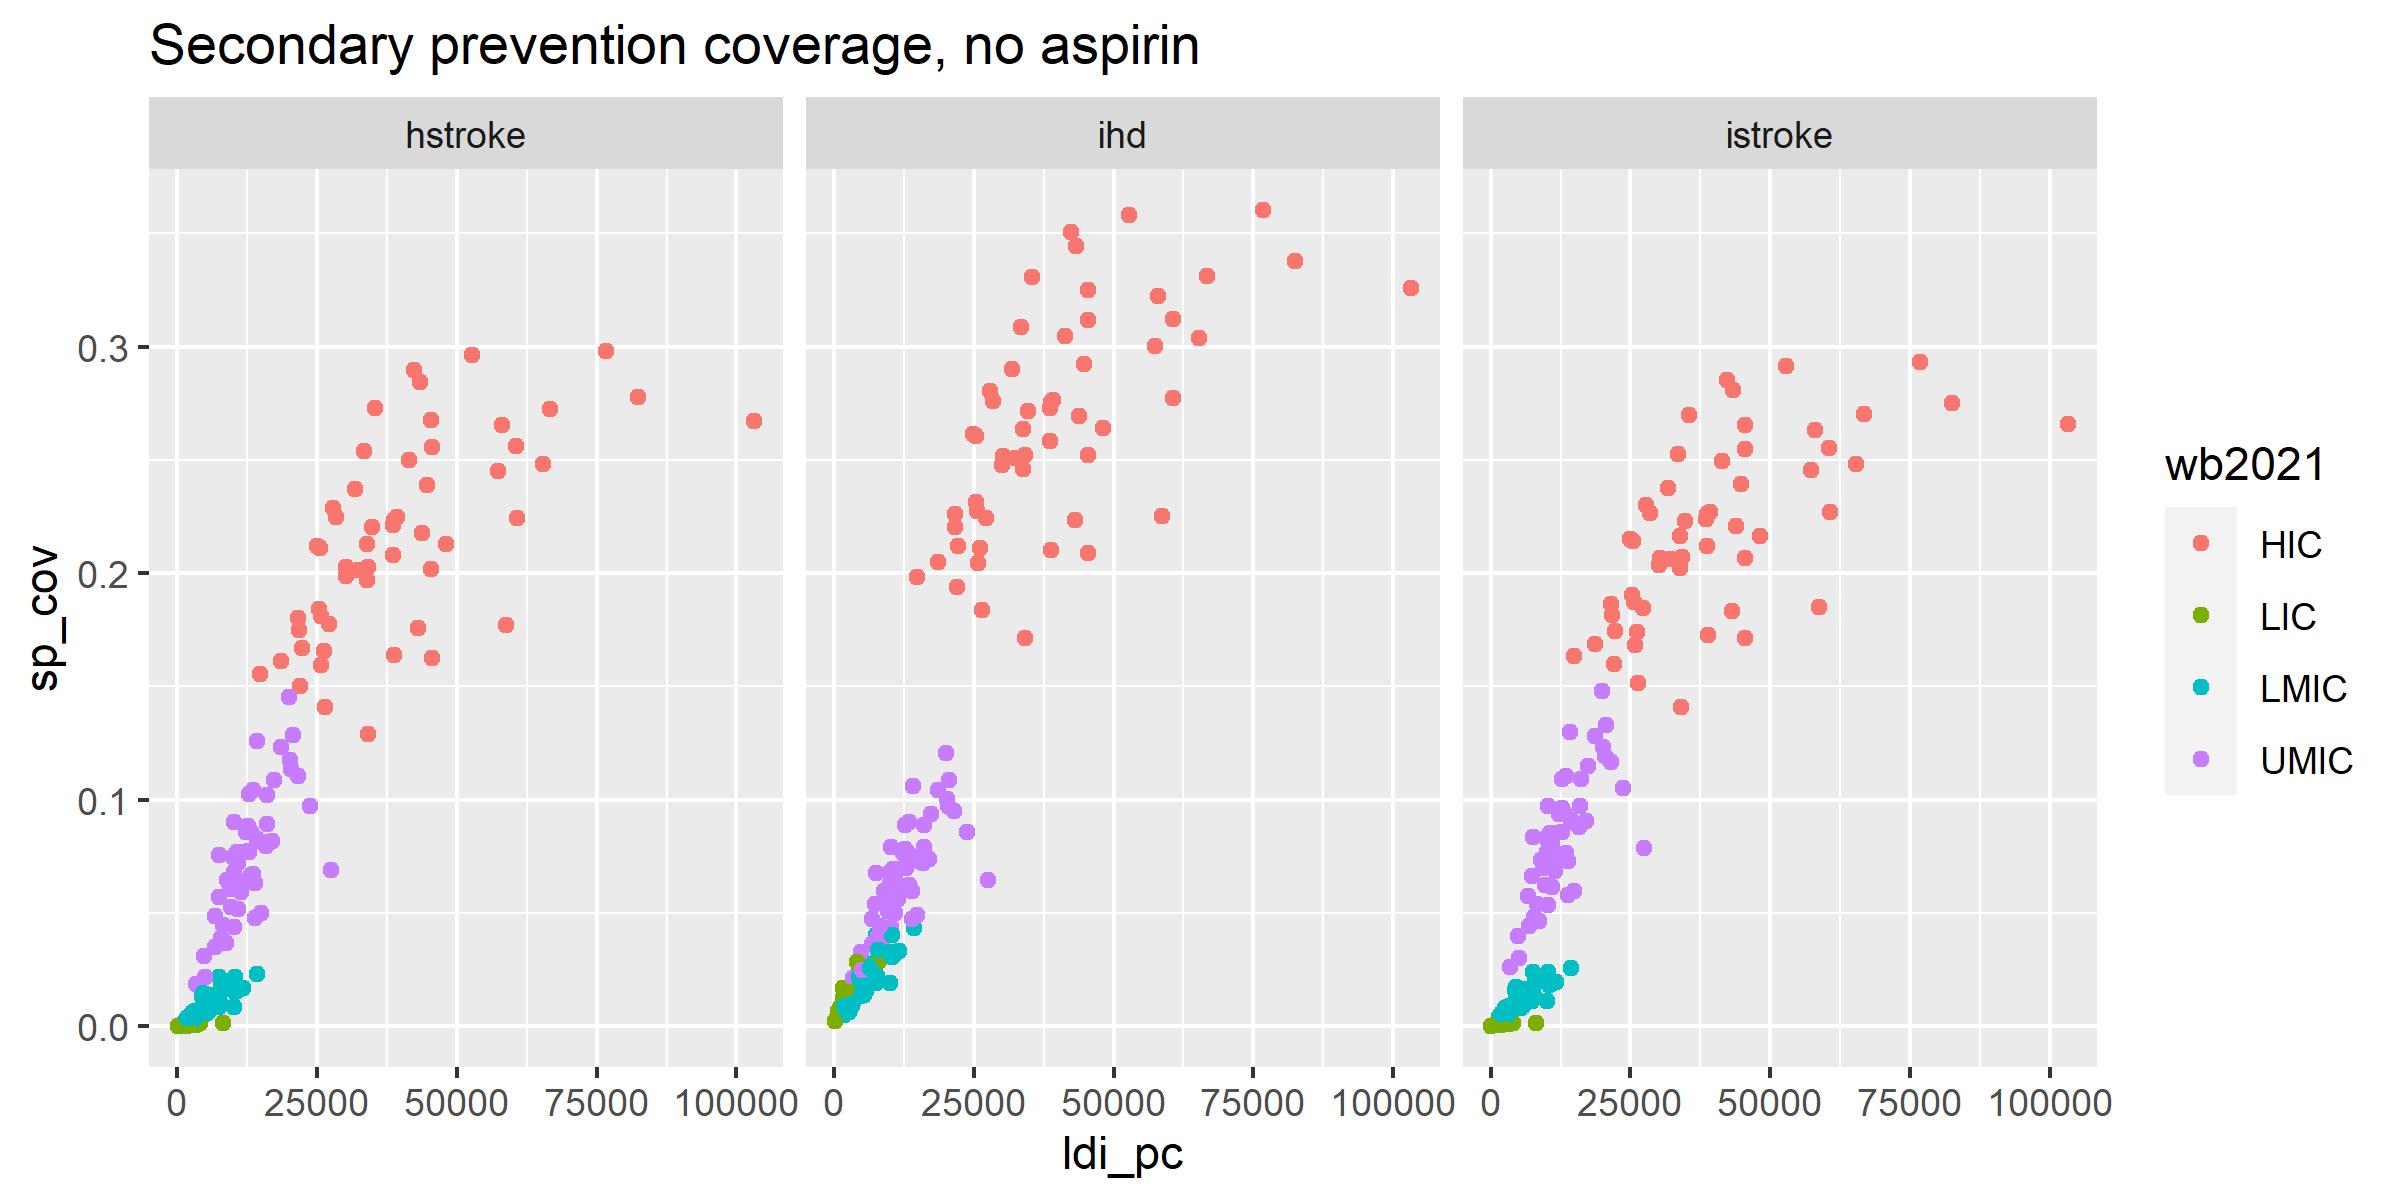 Secondary prevention coverage, no aspirin
hstroke
ihd
istroke
0.3
0.2
0.1
0.0
sp_cov
0 25000 50000 75000 100000
0 25000 50000 75000 100000
0 25000 50000 75000 100000
ldi_pc
wb2021
HIC
LIC
LMIC
UMIC